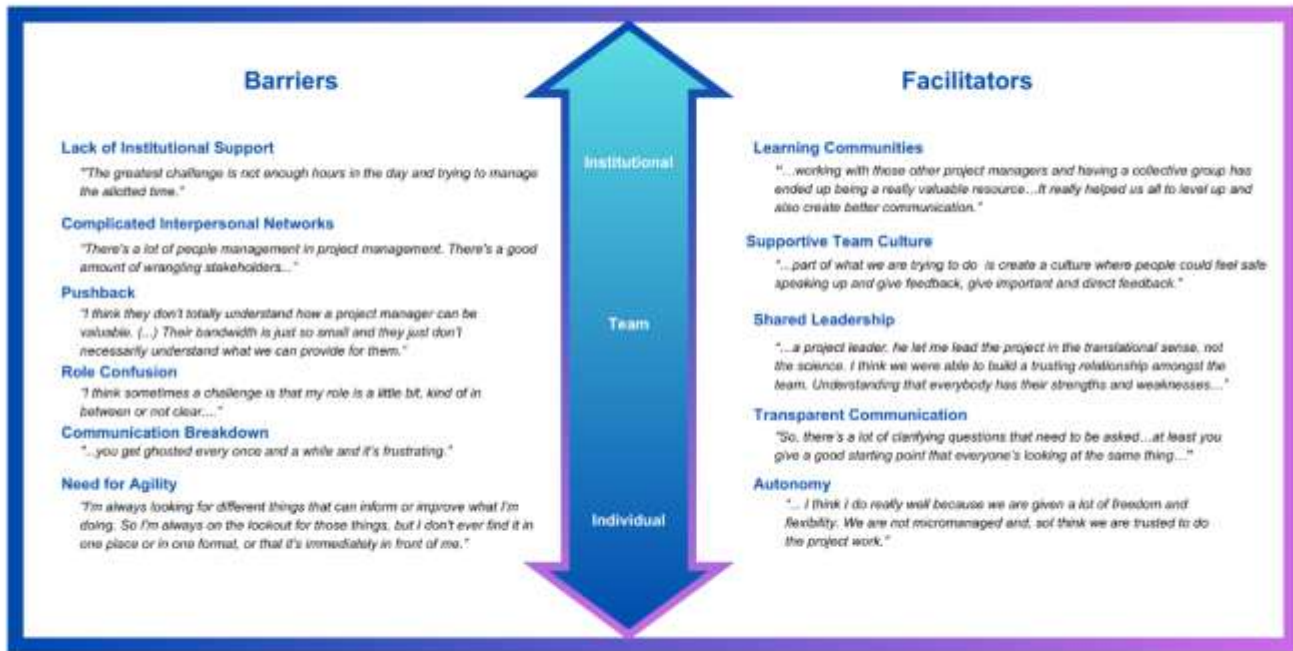 Barriers
Lack of Institutional Support
"The greatest challenge is not enough hours in the day and trying to manage
the allotted time."
Complicated Interpersonal Networks
"There's a lot of people management in project management. There's a good
amount of wrangling stakeholders..."
Pushback
"I think they don't totally understand how a project manager can be
valuable. (...) Their bandwidth is just so small and they just don't
necessarily understand what we can provide for them."
Role Confusion
"I think sometimes a challenge is that my role is a little bit, kind of in
between or not clear...."
Communication Breakdown
"...you get ghosted every once and a while and it's frustrating."
Need for Agility
"I'm always looking for different things that can inform or improve what I'm
doing. So I'm always on the lookout for those things, but I don't ever find it in
one place or in one format, or that it's immediately in front of me."
Institutional
Team
Individual
Facilitators
Learning Communities
"...working with those other project managers and having a collective group has
ended up being a really valuable resource...It really helped us all to level up and
also create better communication."
Supportive Team Culture
"...part of what we are trying to do is create a culture where people could feel safe
speaking up and give feedback, give important and direct feedback."
Shared Leadership
"...a project leader, he let me lead the project in the translational sense, not
the science. I think we were able to build a trusting relationship amongst the
team. Understanding that everybody has their strengths and weaknesses..."
Transparent Communication
"So, there's a lot of clarifying questions that need to be asked...at least you
give a good starting point that everyone's looking at the same thing..."
Autonomy
"... I think I do really well because we are given a lot of freedom and
flexibility. We are not micromanaged and, soI think we are trusted to do
the project work."